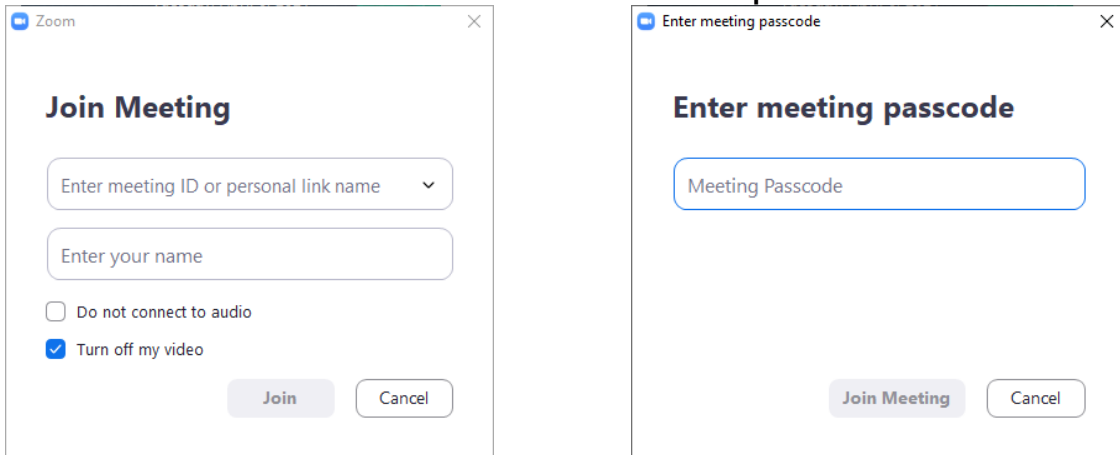 Zoom
Join Meeting
Enter meeting ID or personal link name
Enter your name
Do not connect to audio
Turn off my video
Join
Cancel
Enter meeting passcode
Enter meeting passcode
Meeting Passcode
Join Meeting
Cancel